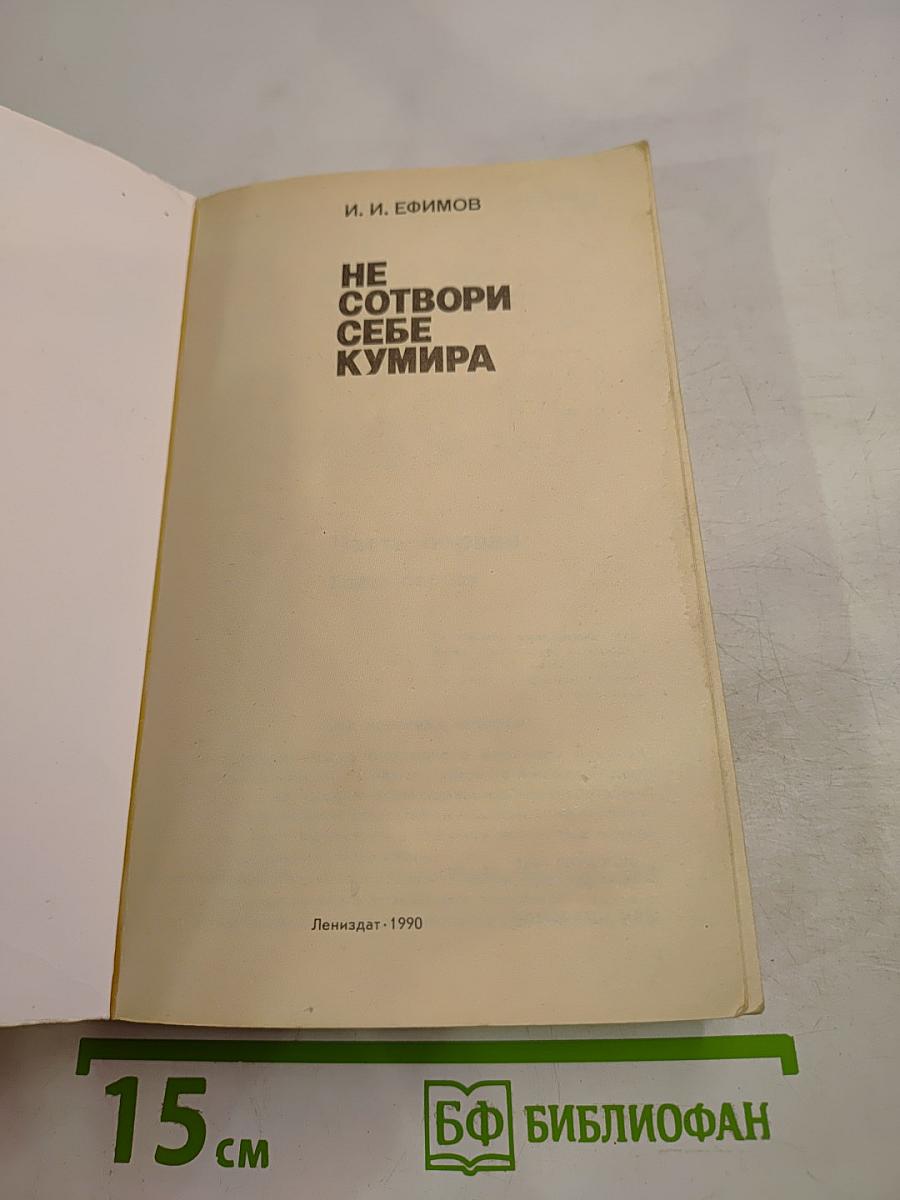 И. И. ЕФИМОВ
НЕ
СОТВОРИ
СЕБЕ
КУМИРА
Лениздат · 1990
15 см
БФ БИБЛИОФАН